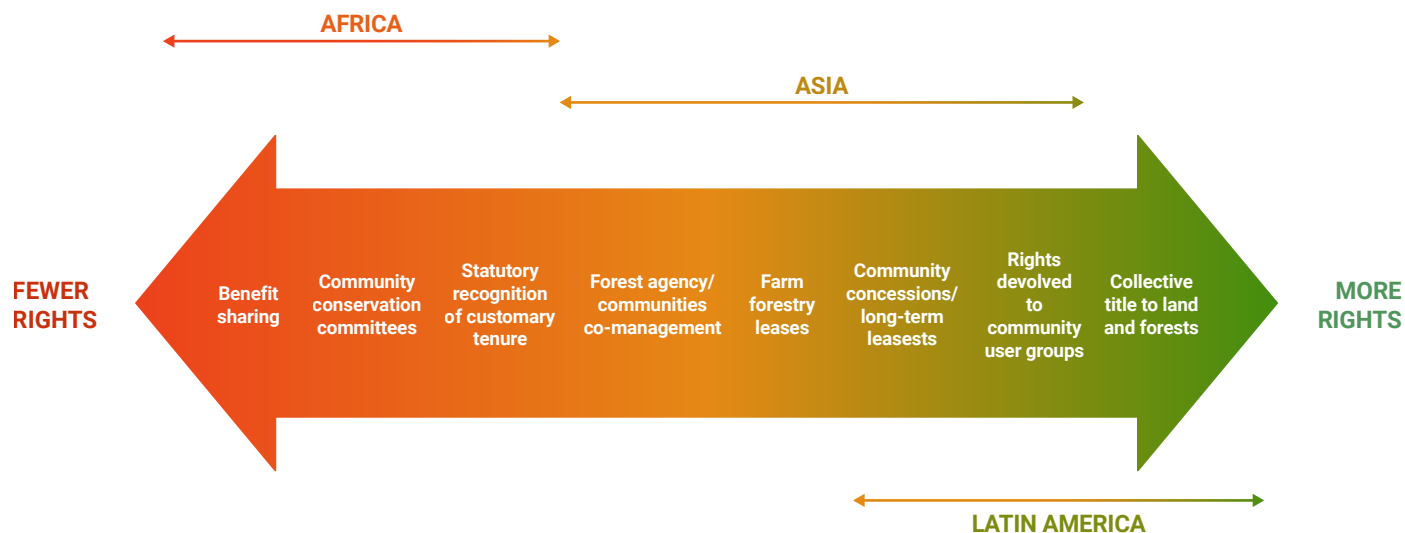 AFRICA
ASIA
FEWER
RIGHTS
Benefit
sharing
Community
conservation
committees
Statutory
recognition
of customary
tenure
Forest agency/
communities
co-management
Farm
forestry
leases
Community
concessions/
long-term
leasests
Rights
devolved
to
community
user groups
Collective
title to land
and forests
MORE
RIGHTS
LATIN AMERICA